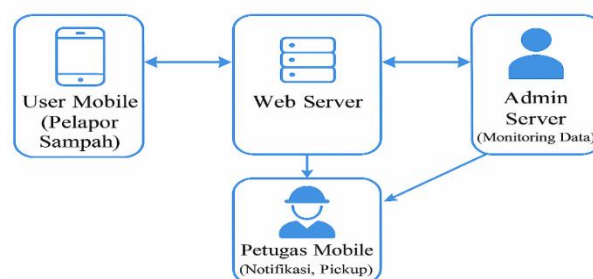 User Mobile
(Pelapor
Sampah)
Web Server
Admin
Server
(Monitoring Data)
Petugas Mobile
(Notifikasi, Pickup)